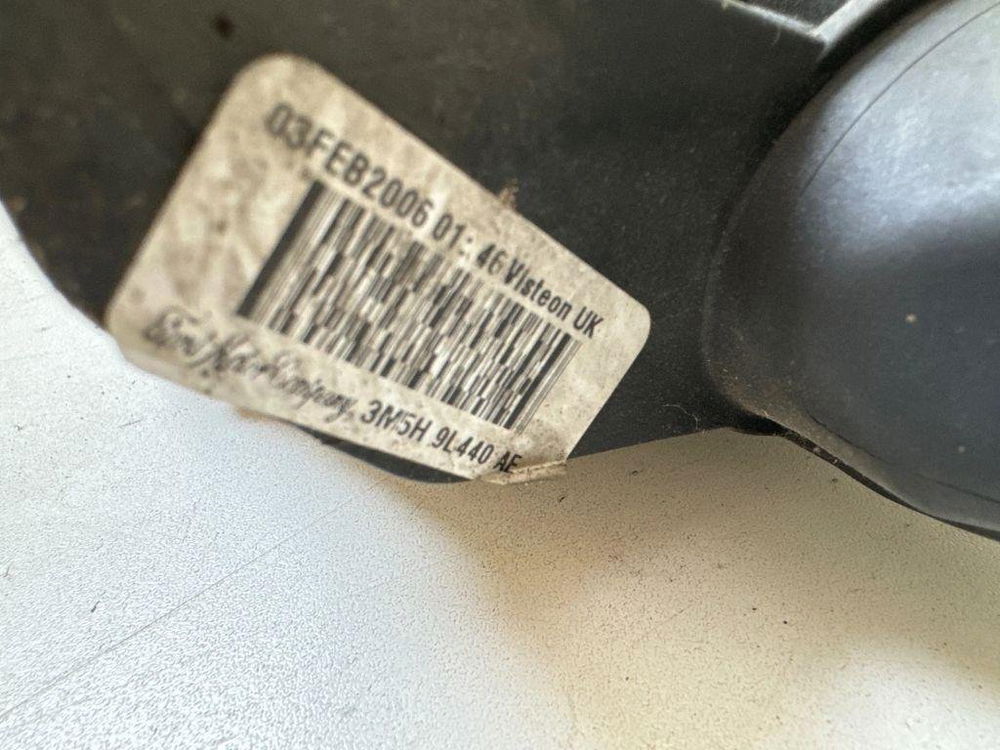 03FEB2006 01:46 Visteon UK
Ford Motor Company, 3M5H 9L440 AE